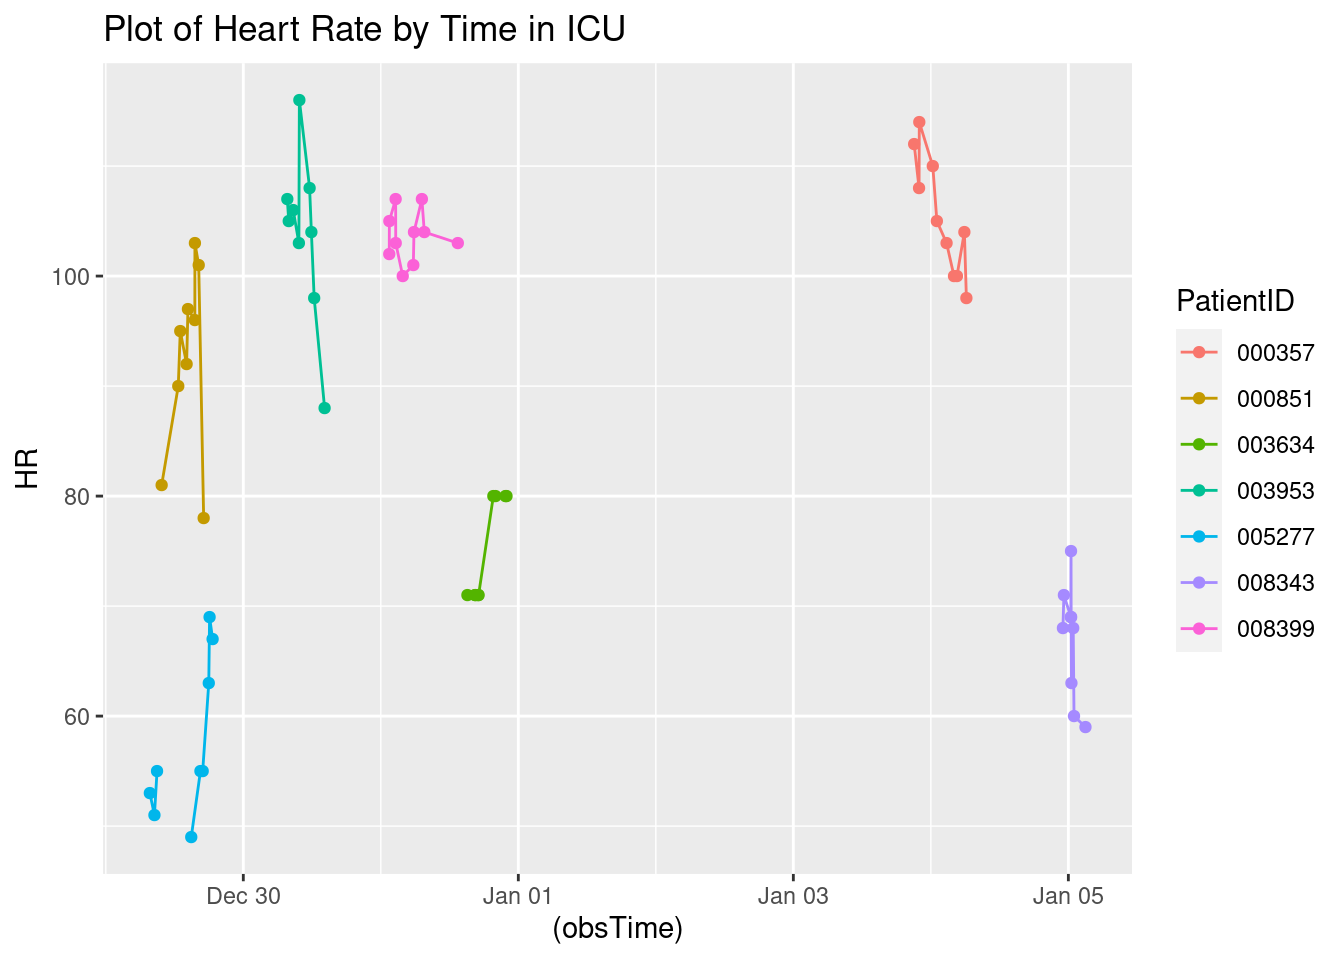 Plot of Heart Rate by Time in ICU
HR
100
80
60
Dec 30
Jan 01
Jan 03
Jan 05
(obsTime)
PatientID
000357
000851
003634
003953
005277
008343
008399